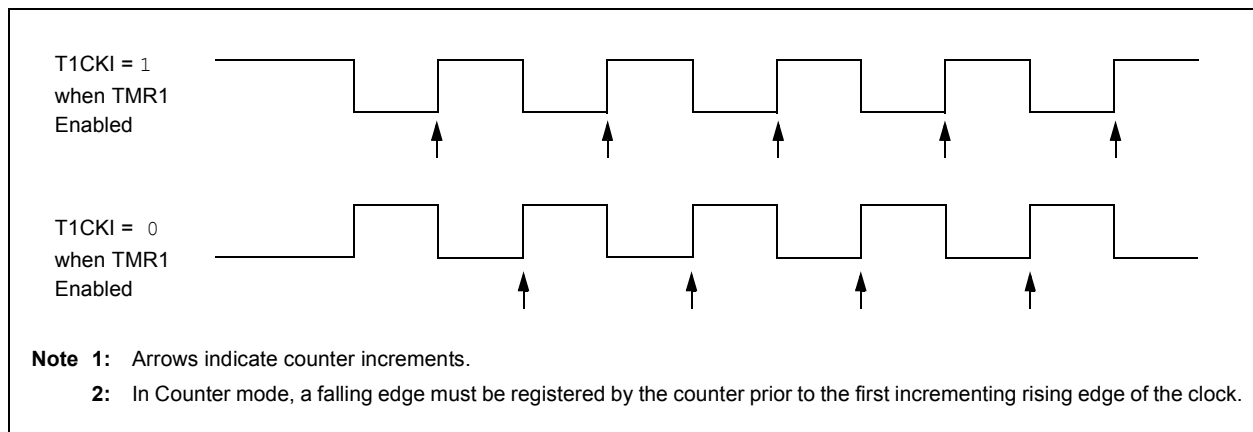 T1CKI = 1
when TMR1
Enabled
T1CKI = 0
when TMR1
Enabled
Note 1: Arrows indicate counter increments.
2: In Counter mode, a falling edge must be registered by the counter prior to the first incrementing rising edge of the clock.